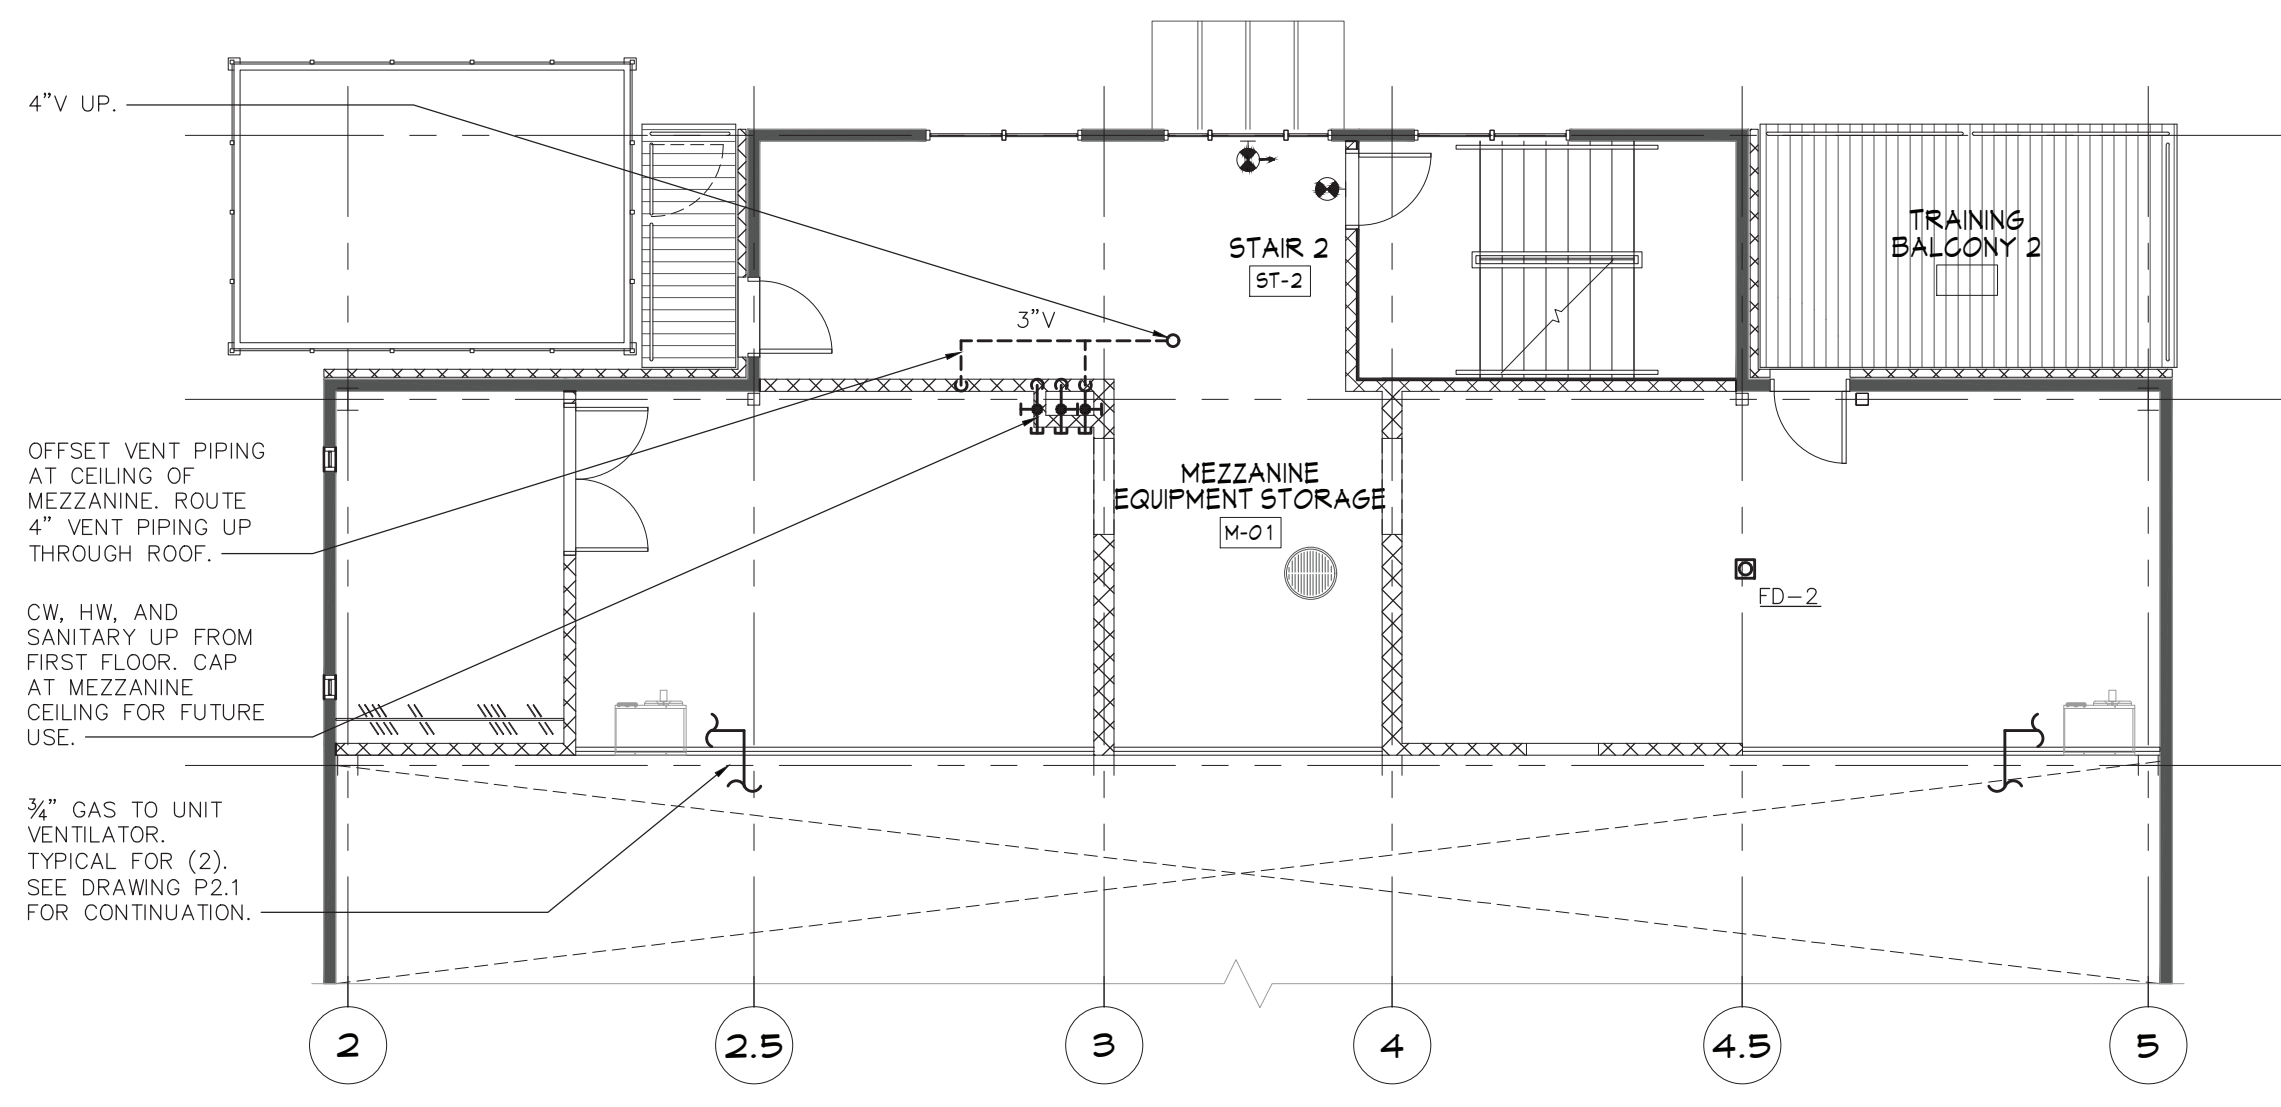 4”V UP.
TRAINING
BALCONY 2
STAIR 2
ST-2
3”V
OFFSET VENT PIPING
AT CEILING OF
MEZZANINE. ROUTE
4” VENT PIPING UP
THROUGH ROOF.
MEZZANINE
EQUIPMENT STORAGE
M-01
FD-2
CW, HW, AND
SANITARY UP FROM
FIRST FLOOR. CAP
AT MEZZANINE
CEILING FOR FUTURE
USE.
¾” GAS TO UNIT
VENTILATOR.
TYPICAL FOR (2).
SEE DRAWING P2.1
FOR CONTINUATION.
2
2.5
3
4
4.5
5